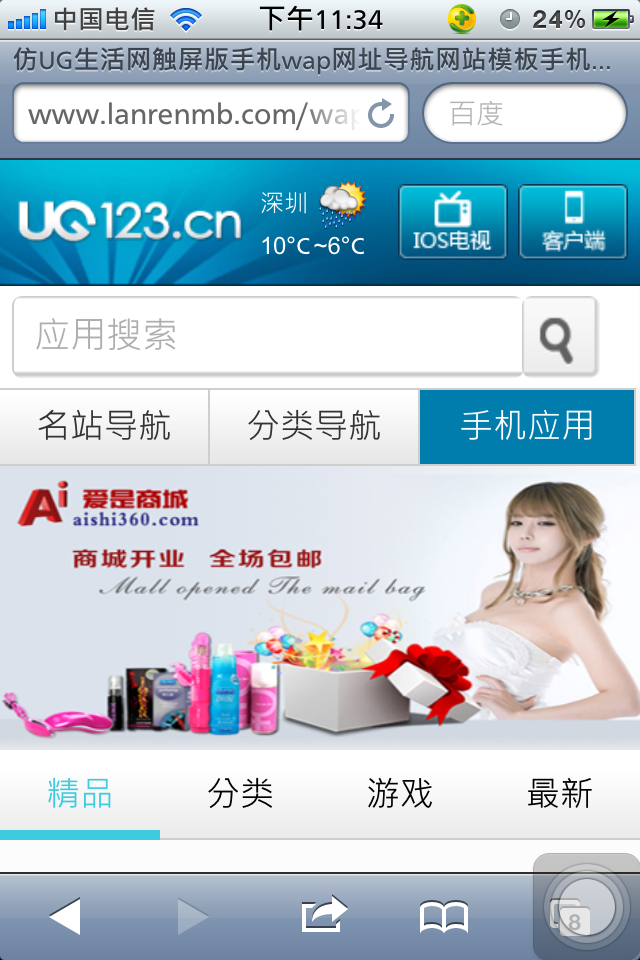 中国电信 下午11:34 24%
仿UG生活网触屏版手机wap网址导航网站模板手机...
www.lanrenmb.com/wap 百度
UQ123.cn
深圳
10°C~6°C
IOS电视
客户端
应用搜索
名站导航 分类导航 手机应用
Ai 爱是商城
aishi360.com
商城开业 全场包邮
Mall opened The mail bag
精品 分类 游戏 最新
8